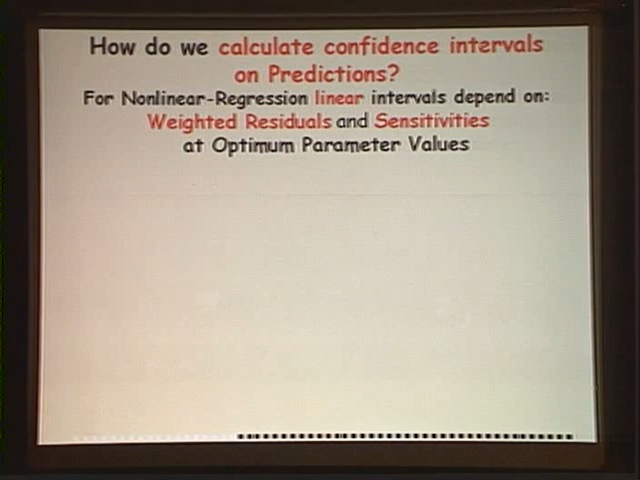 How do we calculate confidence intervals
on Predictions?
For Nonlinear-Regression linear intervals depend on:
Weighted Residuals and Sensitivities
at Optimum Parameter Values